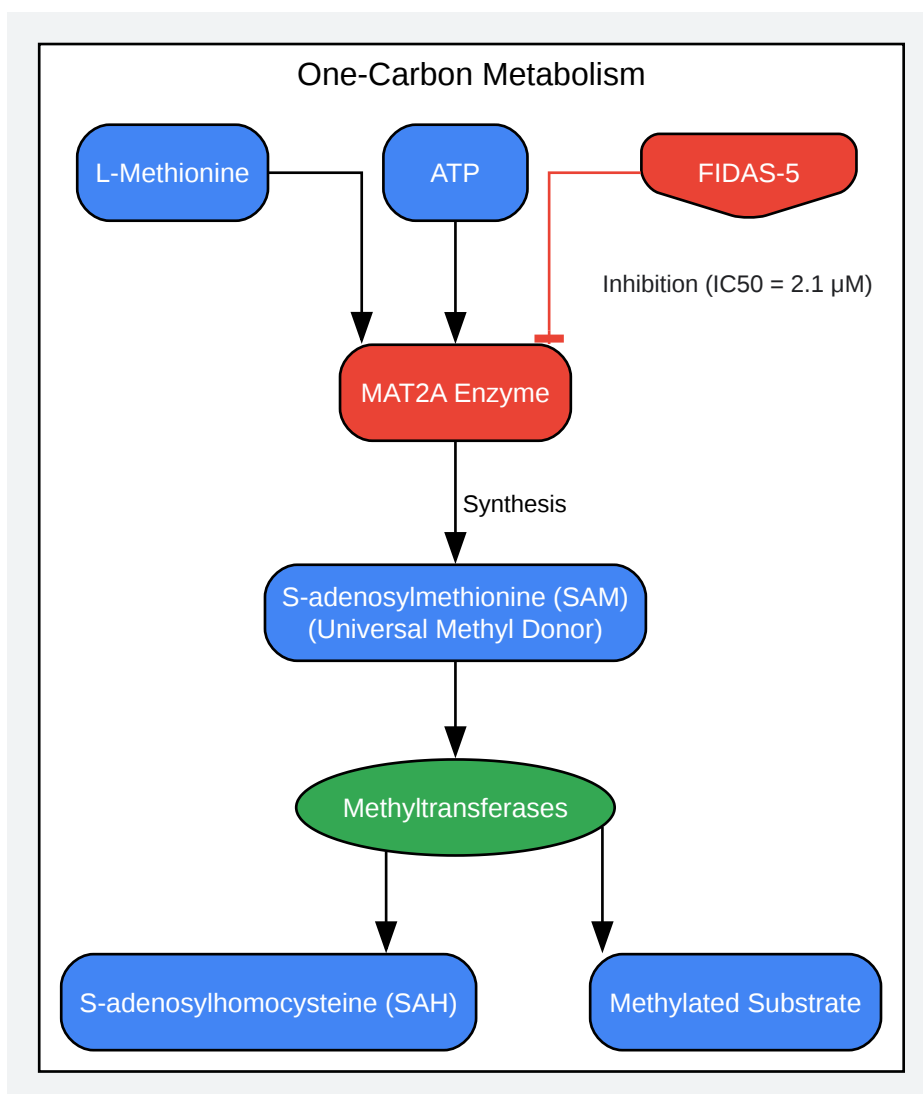 One-Carbon Metabolism
L-Methionine
ATP
FIDAS-5
Inhibition (IC50 = 2.1 μM)
MAT2A Enzyme
Synthesis
S-adenosylmethionine (SAM)
(Universal Methyl Donor)
Methyltransferases
S-adenosylhomocysteine (SAH)
Methylated Substrate